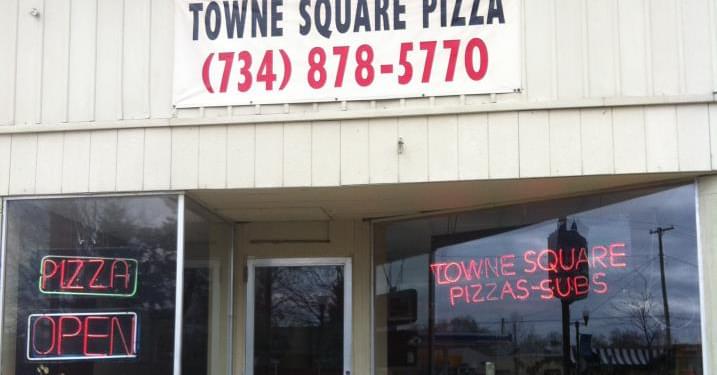 TOWNE SQUARE PIZZA
(734) 878-5770
PIZZA
OPEN
TOWNE SQUARE
PIZZAS-SUBS